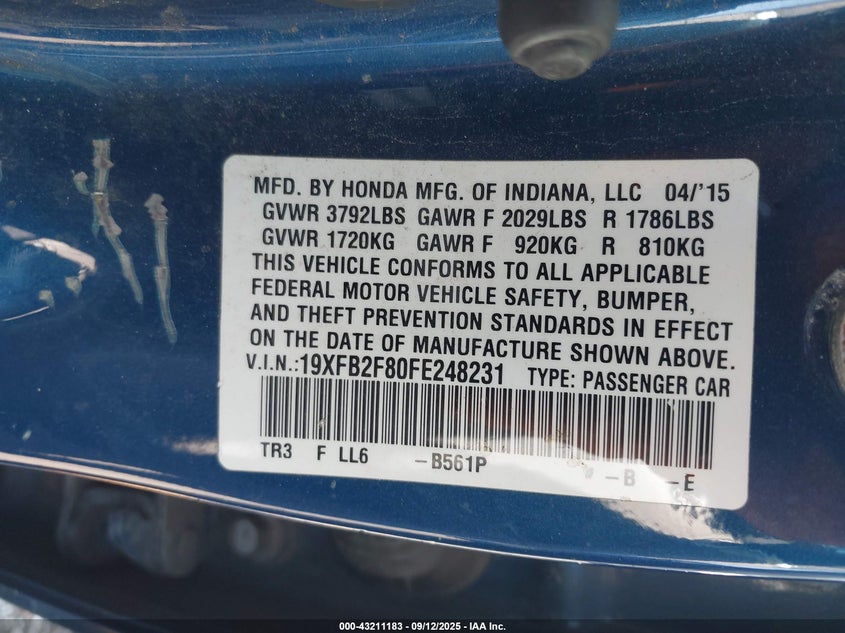 MFD. BY HONDA MFG. OF INDIANA, LLC 04/'15
GVWR 3792LBS GAWR F 2029LBS R 1786LBS
GVWR 1720KG GAWR F 920KG R 810KG
THIS VEHICLE CONFORMS TO ALL APPLICABLE
FEDERAL MOTOR VEHICLE SAFETY, BUMPER,
AND THEFT PREVENTION STANDARDS IN EFFECT
ON THE DATE OF MANUFACTURE SHOWN ABOVE.
V.I.N.:19XFB2F80FE248231 TYPE: PASSENGER CAR
TR3 F LL6 -B561P -B -E
000-43211183 - 09/12/2025 - IAA Inc.